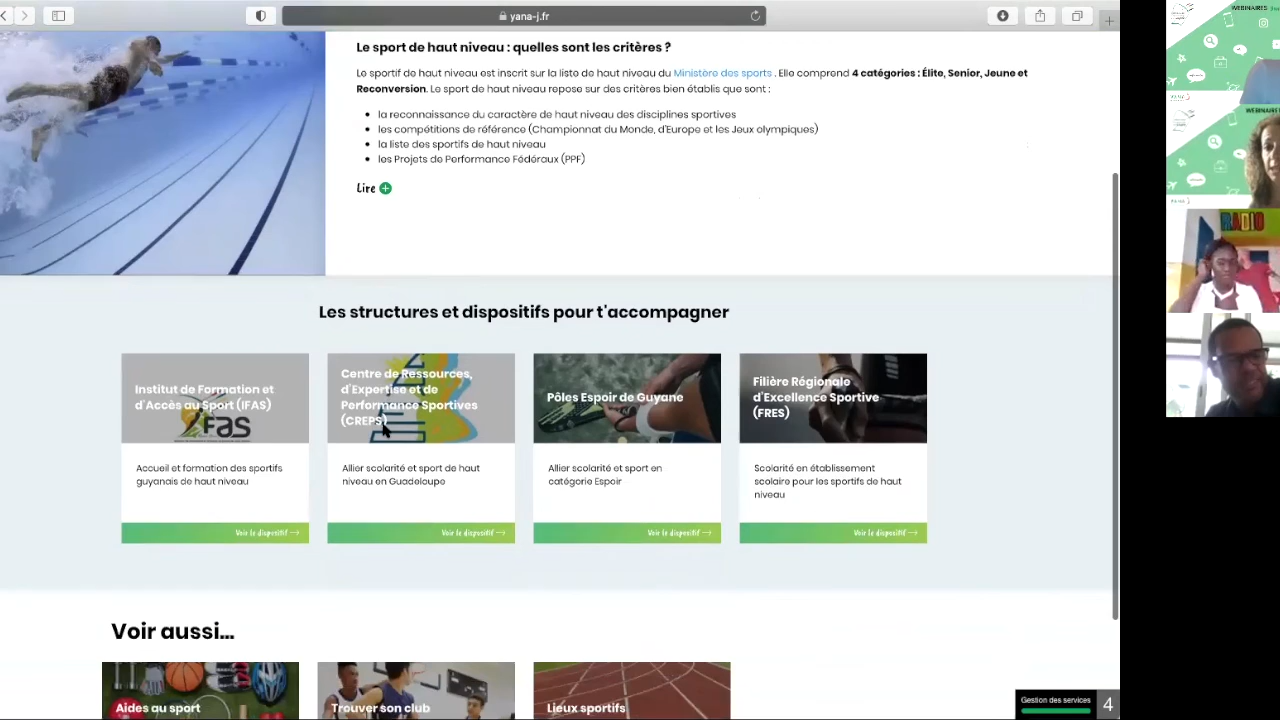 yana-j.fr
Le sport de haut niveau : quelles sont les critères ?
Le sportif de haut niveau est inscrit sur la liste de haut niveau du Ministère des sports . Elle comprend 4 catégories : Élite, Senior, Jeune et
Reconversion. Le sport de haut niveau repose sur des critères bien établis que sont :
la reconnaissance du caractère de haut niveau des disciplines sportives
les compétitions de référence (Championnat du Monde, d'Europe et les Jeux olympiques)
la liste des sportifs de haut niveau
les Projets de Performance Fédéraux (PPF)
Lire
Les structures et dispositifs pour t'accompagner
Institut de Formation et
d'Accès au Sport (IFAS)
iFas
Accueil et formation des sportifs
guyanais de haut niveau
Voir le dispositif →
Centre de Ressources,
d'Expertise et de
Performance Sportives
(CREPS)
Allier scolarité et sport de haut
niveau en Guadeloupe
Voir le dispositif →
Pôles Espoir de Guyane
Allier scolarité et sport en
catégorie Espoir
Voir le dispositif →
Filière Régionale
d'Excellence Sportive
(FRES)
Scolarité en établissement
scolaire pour les sportifs de haut
niveau
Voir le dispositif →
Voir aussi...
Aides au sport
Trouver son club
Lieux sportifs
Gestion des services
4
WEBINAIRES
WEBINAIRES
RADIO